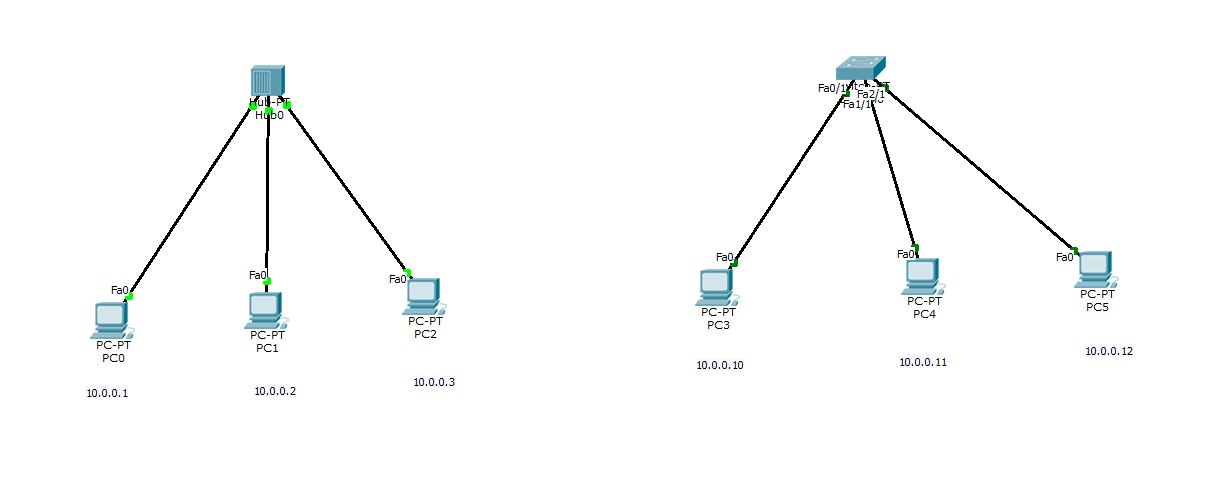 Hub-PT
Hub0
Fa0
PC-PT
PC0
10.0.0.1
Fa0
PC-PT
PC1
10.0.0.2
Fa0
PC-PT
PC2
10.0.0.3
Fa0/1
Fa2/1
Fa1/1
Fa0
PC-PT
PC3
10.0.0.10
Fa0
PC-PT
PC4
10.0.0.11
Fa0
PC-PT
PC5
10.0.0.12